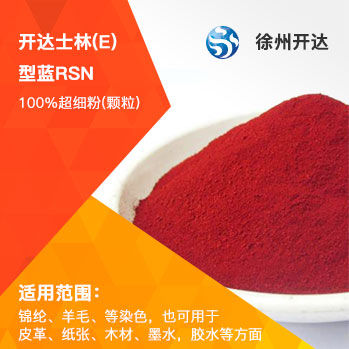 开达士林(E)
型蓝RSN
100%超细粉(颗粒)
徐州开达
适用范围：
锦纶、羊毛、等染色，也可用于
皮革、纸张、木材、墨水，胶水等方面